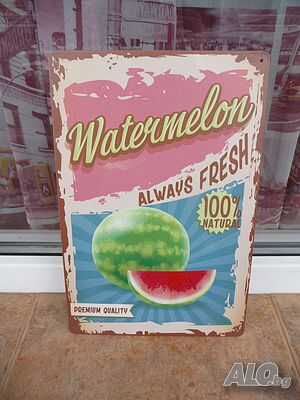 Watermelon
ALWAYS FRESH
100%
NATURAL
PREMIUM QUALITY
ALO.bg